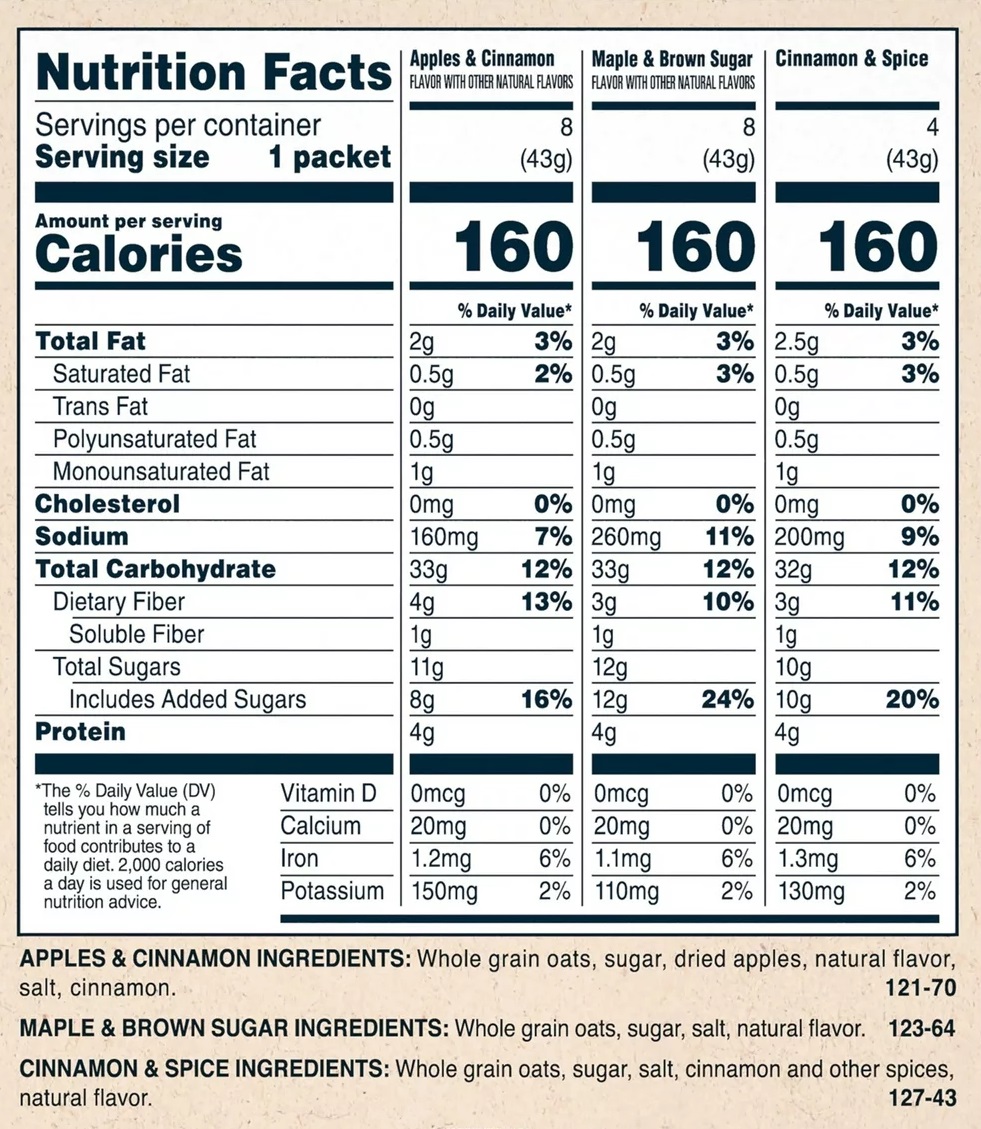 Nutrition Facts Apples & Cinnamon Maple & Brown Sugar Cinnamon & Spice
FLAVOR WITH OTHER NATURAL FLAVORS FLAVOR WITH OTHER NATURAL FLAVORS
Servings per container 8 8 4
Serving size 1 packet (43g) (43g) (43g)
Amount per serving
Calories 160 160 160
% Daily Value* % Daily Value* % Daily Value*
Total Fat 2g 3% 2g 3% 2.5g 3%
Saturated Fat 0.5g 2% 0.5g 3% 0.5g 3%
Trans Fat 0g 0g 0g
Polyunsaturated Fat 0.5g 0.5g 0.5g
Monounsaturated Fat 1g 1g 1g
Cholesterol 0mg 0% 0mg 0% 0mg 0%
Sodium 160mg 7% 260mg 11% 200mg 9%
Total Carbohydrate 33g 12% 33g 12% 32g 12%
Dietary Fiber 4g 13% 3g 10% 3g 11%
Soluble Fiber 1g 1g 1g
Total Sugars 11g 12g 10g
Includes Added Sugars 8g 16% 12g 24% 10g 20%
Protein 4g 4g 4g
*The % Daily Value (DV)
tells you how much a
nutrient in a serving of
food contributes to a
daily diet. 2,000 calories
a day is used for general
nutrition advice.
Vitamin D 0mcg 0% 0mcg 0% 0mcg 0%
Calcium 20mg 0% 20mg 0% 20mg 0%
Iron 1.2mg 6% 1.1mg 6% 1.3mg 6%
Potassium 150mg 2% 110mg 2% 130mg 2%
APPLES & CINNAMON INGREDIENTS: Whole grain oats, sugar, dried apples, natural flavor,
salt, cinnamon. 121-70
MAPLE & BROWN SUGAR INGREDIENTS: Whole grain oats, sugar, salt, natural flavor. 123-64
CINNAMON & SPICE INGREDIENTS: Whole grain oats, sugar, salt, cinnamon and other spices,
natural flavor. 127-43